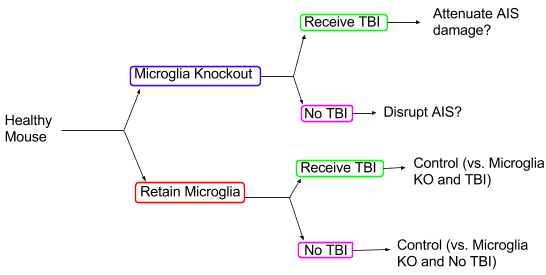 Receive TBI
Attenuate AIS
damage?
Microglia Knockout
No TBI
Disrupt AIS?
Healthy
Mouse
Retain Microglia
Receive TBI
Control (vs. Microglia
KO and TBI)
No TBI
Control (vs. Microglia
KO and No TBI)